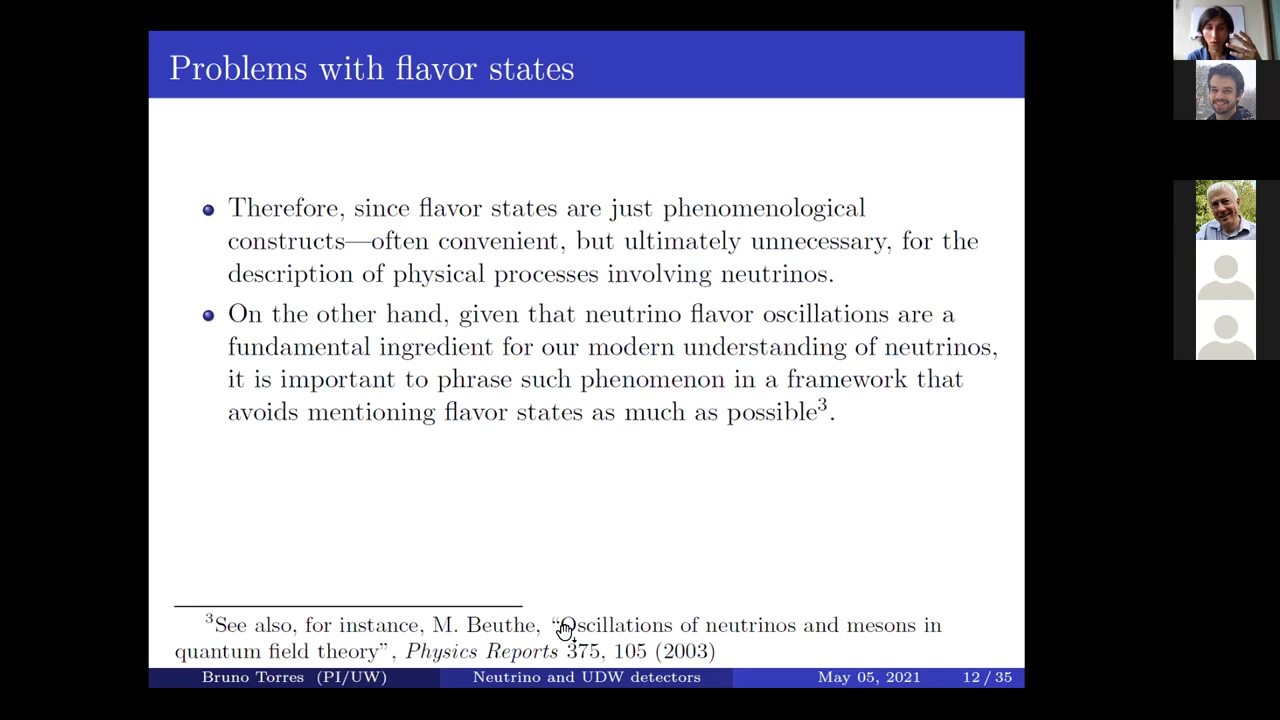 Problems with flavor states
Therefore, since flavor states are just phenomenological
constructs—often convenient, but ultimately unnecessary, for the
description of physical processes involving neutrinos.
On the other hand, given that neutrino flavor oscillations are a
fundamental ingredient for our modern understanding of neutrinos,
it is important to phrase such phenomenon in a framework that
avoids mentioning flavor states as much as possible³.
³See also, for instance, M. Beuthe, “Oscillations of neutrinos and mesons in
quantum field theory”, Physics Reports 375, 105 (2003)
Bruno Torres (PI/UW) Neutrino and UDW detectors May 05, 2021 12 / 35